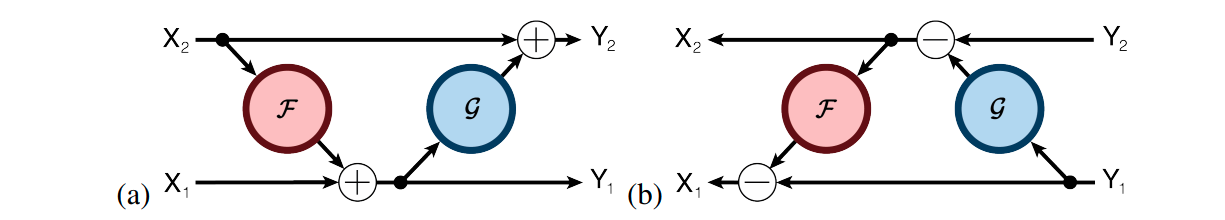 X₂ + Y₂
F G
(a) X₁ + Y₁
X₂ − Y₂
F G
(b) X₁ − Y₁